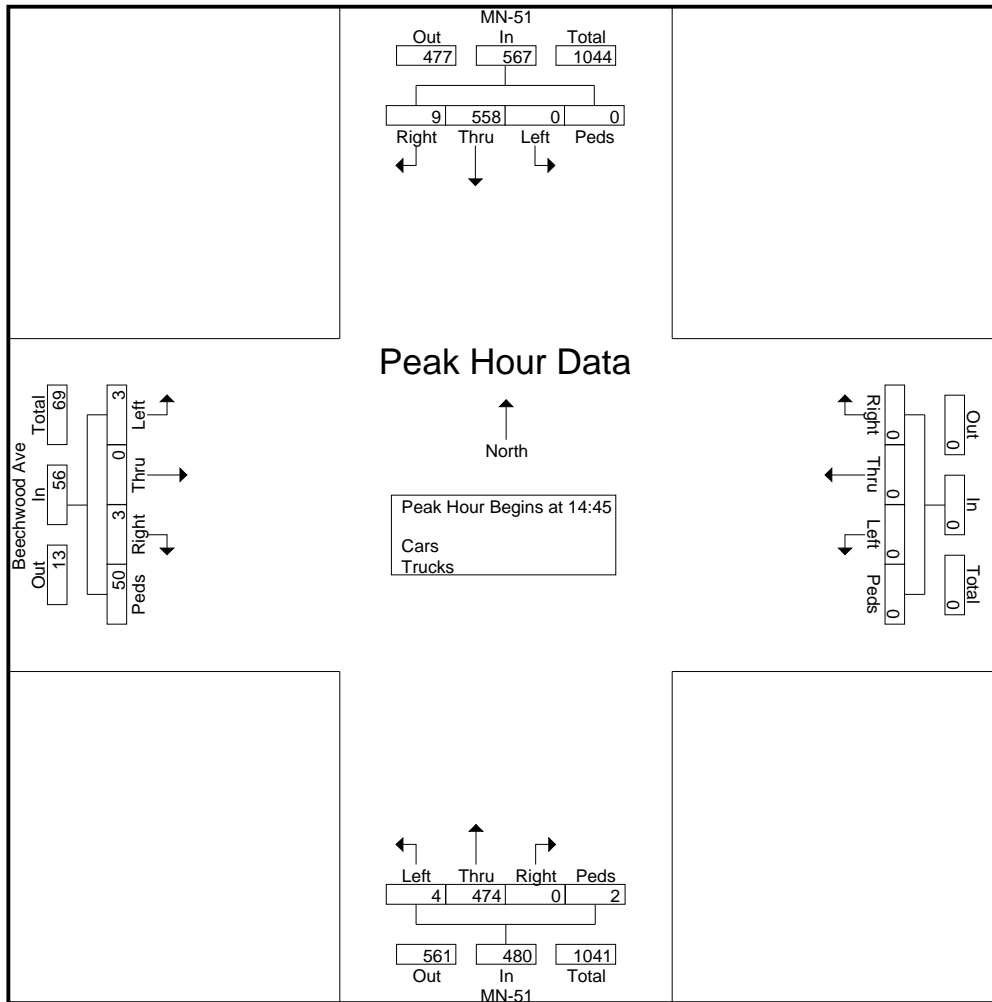 MN-51
Out In Total
477 567 1044
9 558 0 0
Right Thru Left Peds
Peak Hour Data
North
Peak Hour Begins at 14:45
Cars
Trucks
Beechwood Ave
Total In Out
69 56 13
3 0 3 50
Left Thru Right Peds
Out In Total
0 0 0
0 0 0 0
Right Thru Left Peds
Left Thru Right Peds
4 474 0 2
561 480 1041
Out In Total
MN-51